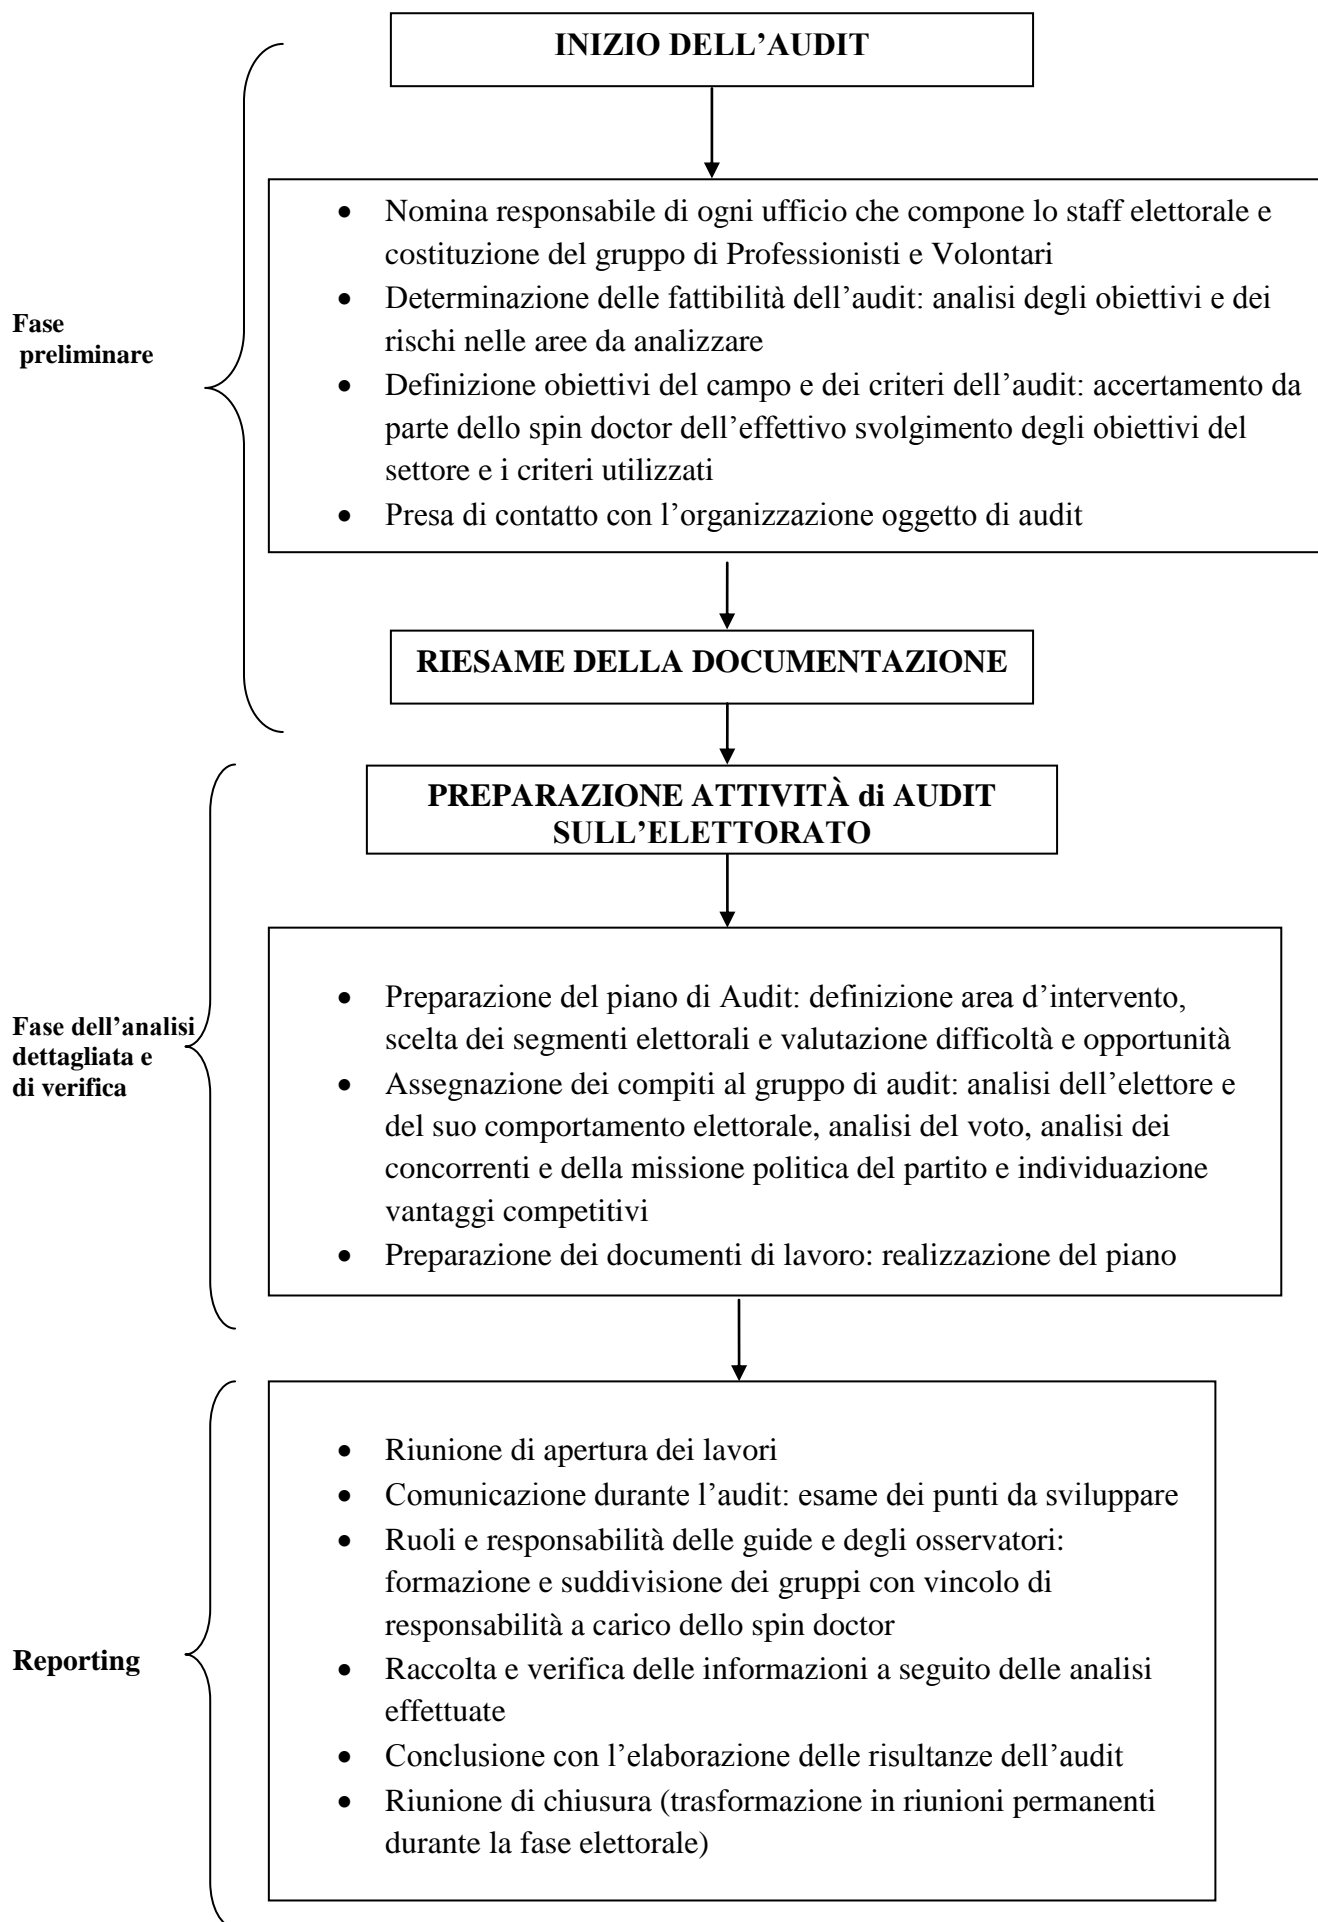 INIZIO DELL’AUDIT
• Nomina responsabile di ogni ufficio che compone lo staff elettorale e
costituzione del gruppo di Professionisti e Volontari
• Determinazione delle fattibilità dell’audit: analisi degli obiettivi e dei
rischi nelle aree da analizzare
• Definizione obiettivi del campo e dei criteri dell’audit: accertamento da
parte dello spin doctor dell’effettivo svolgimento degli obiettivi del
settore e i criteri utilizzati
• Presa di contatto con l’organizzazione oggetto di audit
Fase
preliminare
RIESAME DELLA DOCUMENTAZIONE
PREPARAZIONE ATTIVITÀ di AUDIT
SULL’ELETTORATO
• Preparazione del piano di Audit: definizione area d’intervento,
scelta dei segmenti elettorali e valutazione difficoltà e opportunità
• Assegnazione dei compiti al gruppo di audit: analisi dell’elettore e
del suo comportamento elettorale, analisi del voto, analisi dei
concorrenti e della missione politica del partito e individuazione
vantaggi competitivi
• Preparazione dei documenti di lavoro: realizzazione del piano
Fase dell’analisi
dettagliata e
di verifica
• Riunione di apertura dei lavori
• Comunicazione durante l’audit: esame dei punti da sviluppare
• Ruoli e responsabilità delle guide e degli osservatori:
formazione e suddivisione dei gruppi con vincolo di
responsabilità a carico dello spin doctor
• Raccolta e verifica delle informazioni a seguito delle analisi
effettuate
• Conclusione con l’elaborazione delle risultanze dell’audit
• Riunione di chiusura (trasformazione in riunioni permanenti
durante la fase elettorale)
Reporting